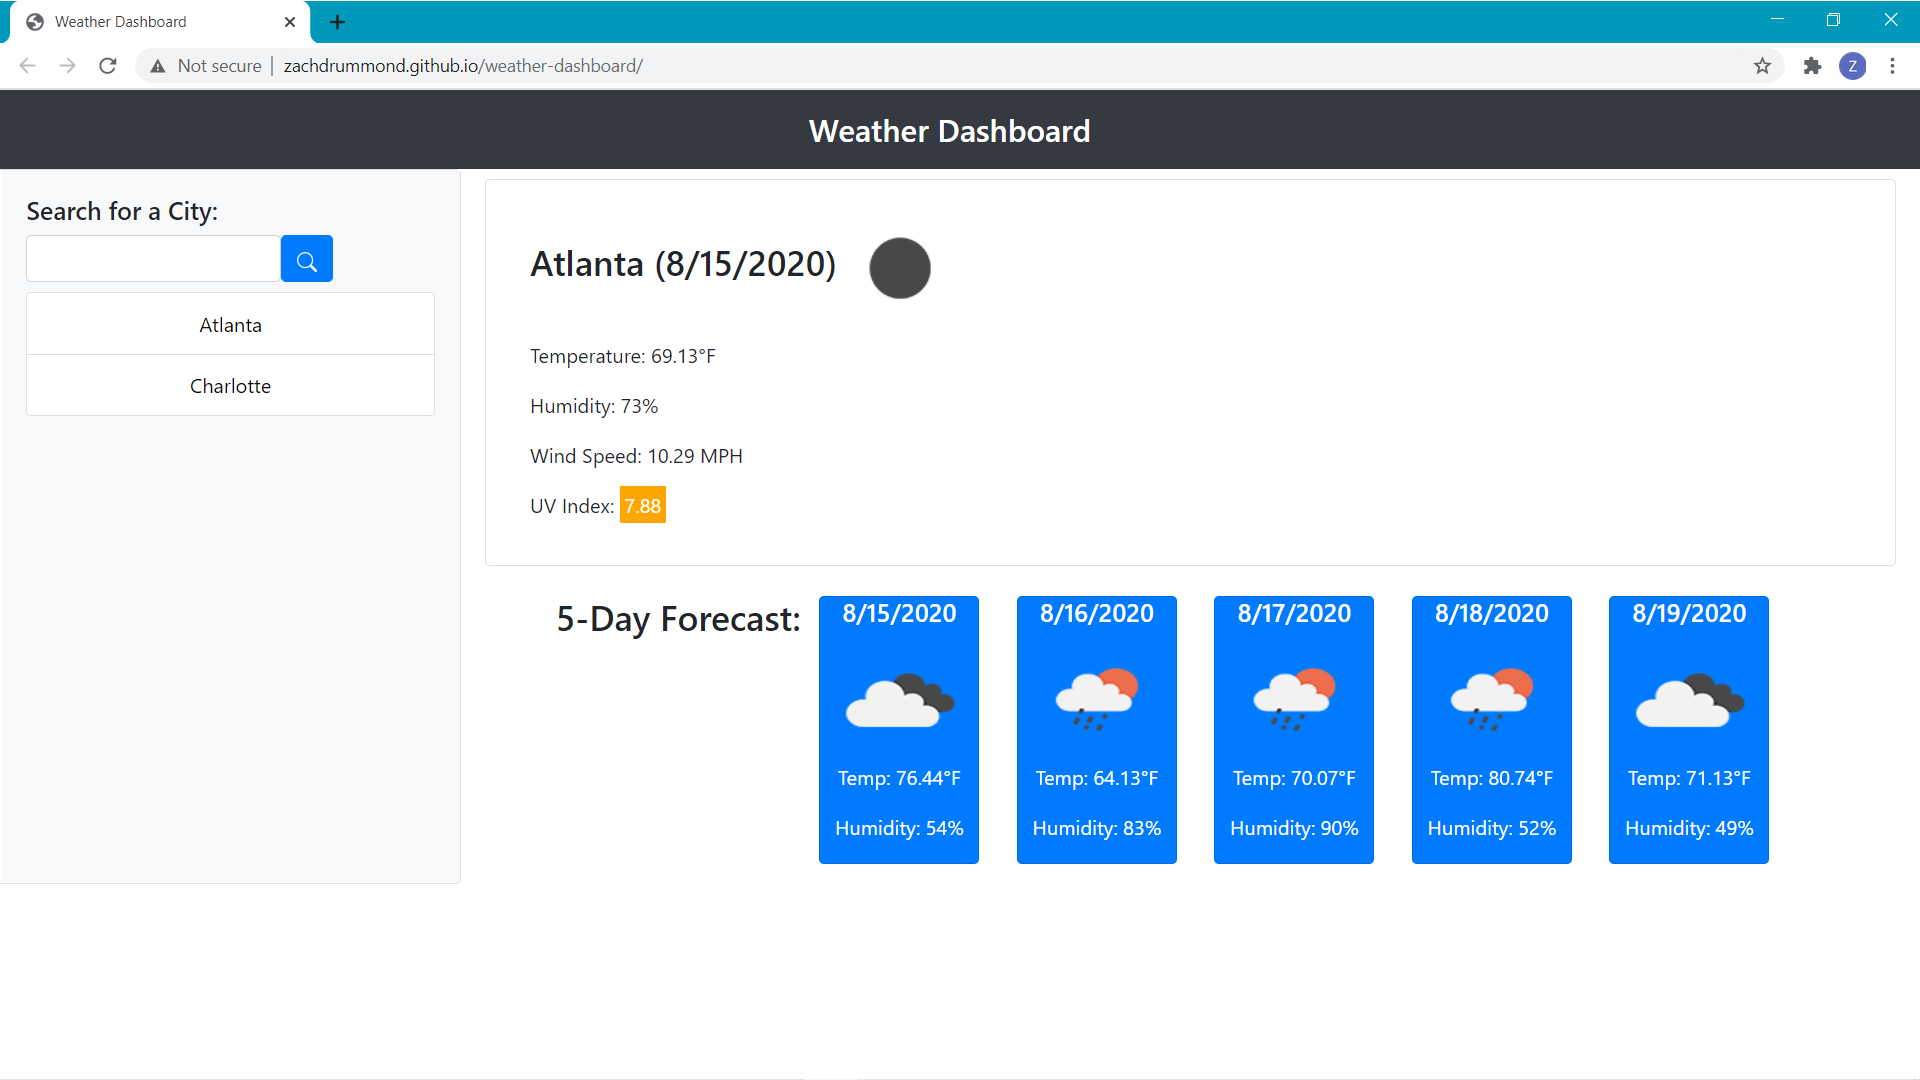 Weather Dashboard
Not secure | zachdrummond.github.io/weather-dashboard/
Z
Weather Dashboard
Search for a City:
Atlanta
Charlotte
Atlanta (8/15/2020)
Temperature: 69.13°F
Humidity: 73%
Wind Speed: 10.29 MPH
UV Index: 7.88
5-Day Forecast:
8/15/2020
Temp: 76.44°F
Humidity: 54%
8/16/2020
Temp: 64.13°F
Humidity: 83%
8/17/2020
Temp: 70.07°F
Humidity: 90%
8/18/2020
Temp: 80.74°F
Humidity: 52%
8/19/2020
Temp: 71.13°F
Humidity: 49%